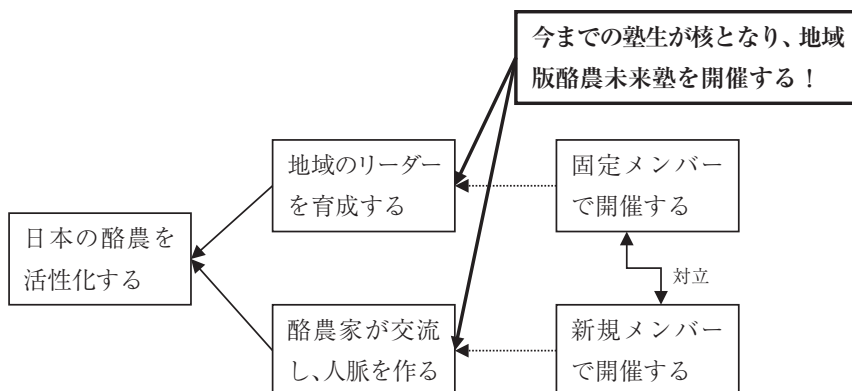 今までの塾生が核となり、地域
版酪農未来塾を開催する！
地域のリーダー
を育成する
固定メンバー
で開催する
日本の酪農を
活性化する
対立
酪農家が交流
し、人脈を作る
新規メンバー
で開催する